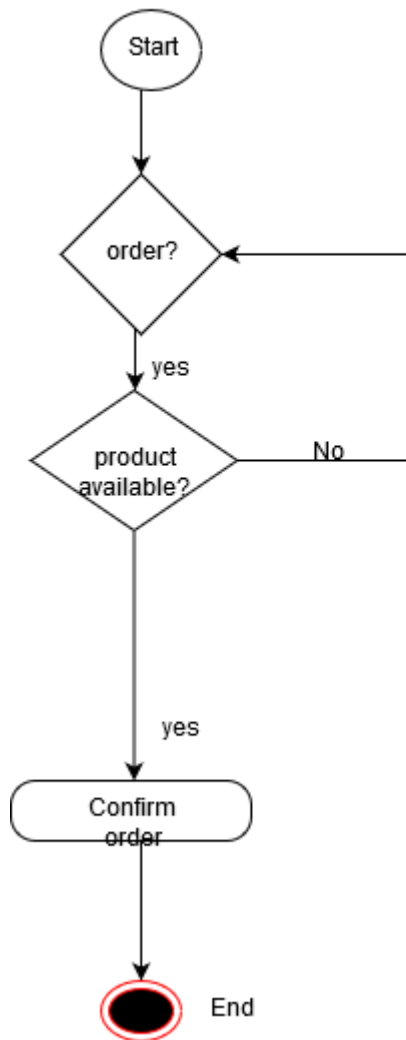 Start
order?
yes
product
available?
No
yes
Confirm
order
End